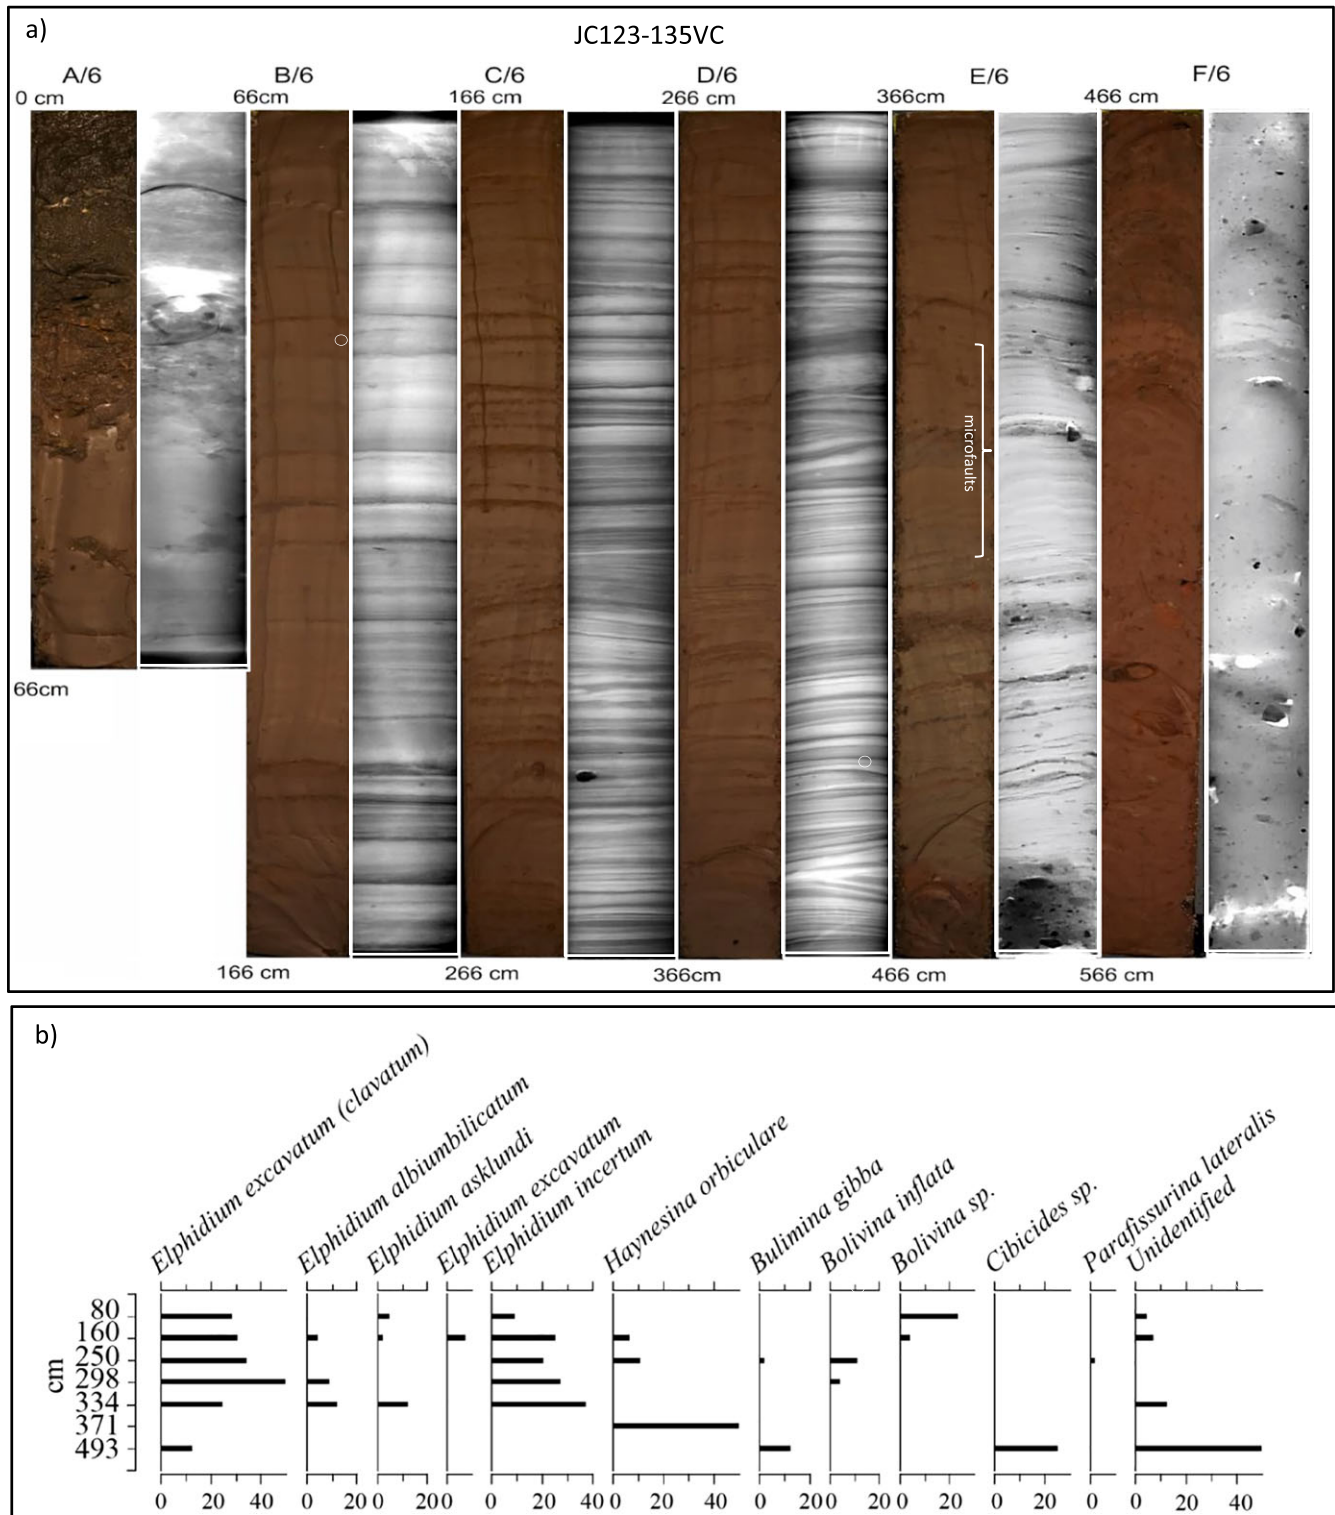 a)
JC123-135VC
A/6 B/6 C/6 D/6 E/6 F/6
0 cm 66cm 166 cm 266 cm 366cm 466 cm
microfaults
66cm
166 cm 266 cm 366cm 466 cm 566 cm
b)
Elphidium excavatum (clavatum)
Elphidium albiumbilicatum
Elphidium asklundi
Elphidium excavatum
Elphidium incertum
Haynesina orbiculare
Bulimina gibba
Bolivina inflata
Bolivina sp.
Cibicides sp.
Parafissurina lateralis
Unidentified
cm
80
160
250
298
334
371
493
0 20 40 0 20 0 20 0 0 20 40 0 20 40 0 20 0 20 0 20 0 20 0 0 20 40